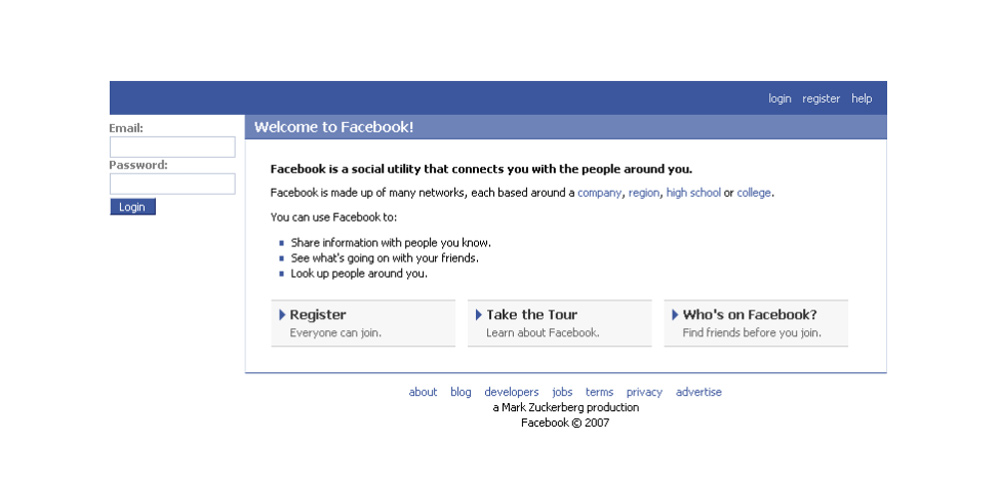 login register help
Email:
Password:
Login
Welcome to Facebook!
Facebook is a social utility that connects you with the people around you.
Facebook is made up of many networks, each based around a company, region, high school or college.
You can use Facebook to:
Share information with people you know.
See what's going on with your friends.
Look up people around you.
Register
Everyone can join.
Take the Tour
Learn about Facebook.
Who's on Facebook?
Find friends before you join.
about blog developers jobs terms privacy advertise
a Mark Zuckerberg production
Facebook © 2007